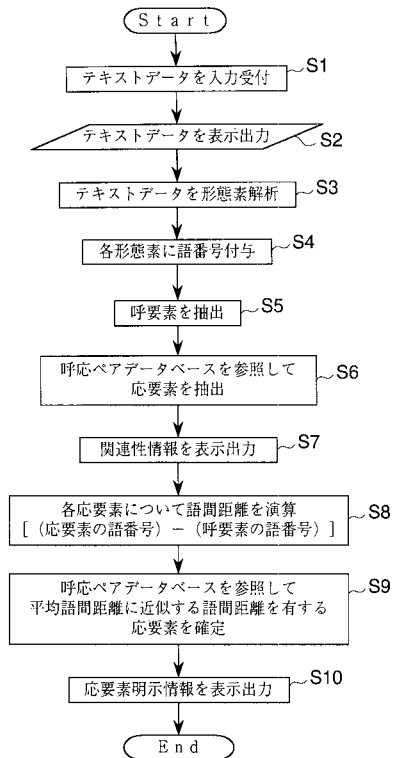 Start
テキストデータを入力受付
S1
テキストデータを表示出力
S2
テキストデータを形態素解析
S3
各形態素に語番号付与
S4
呼要素を抽出
S5
呼応ペアデータベースを参照して
応要素を抽出
S6
関連性情報を表示出力
S7
各応要素について語間距離を演算
[(応要素の語番号)－(呼要素の語番号)]
S8
呼応ペアデータベースを参照して
平均語間距離に近似する語間距離を有する
応要素を確定
S9
応要素明示情報を表示出力
S10
End